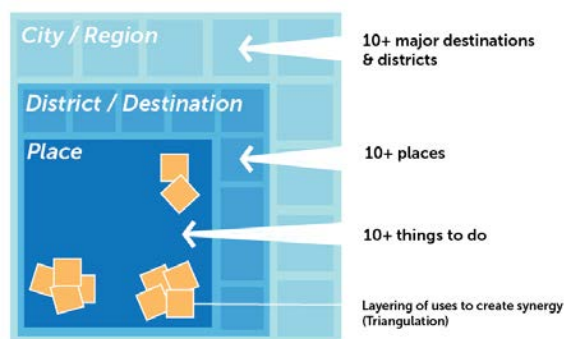 City / Region
10+ major destinations
& districts
District / Destination
Place
10+ places
10+ things to do
Layering of uses to create synergy
(Triangulation)